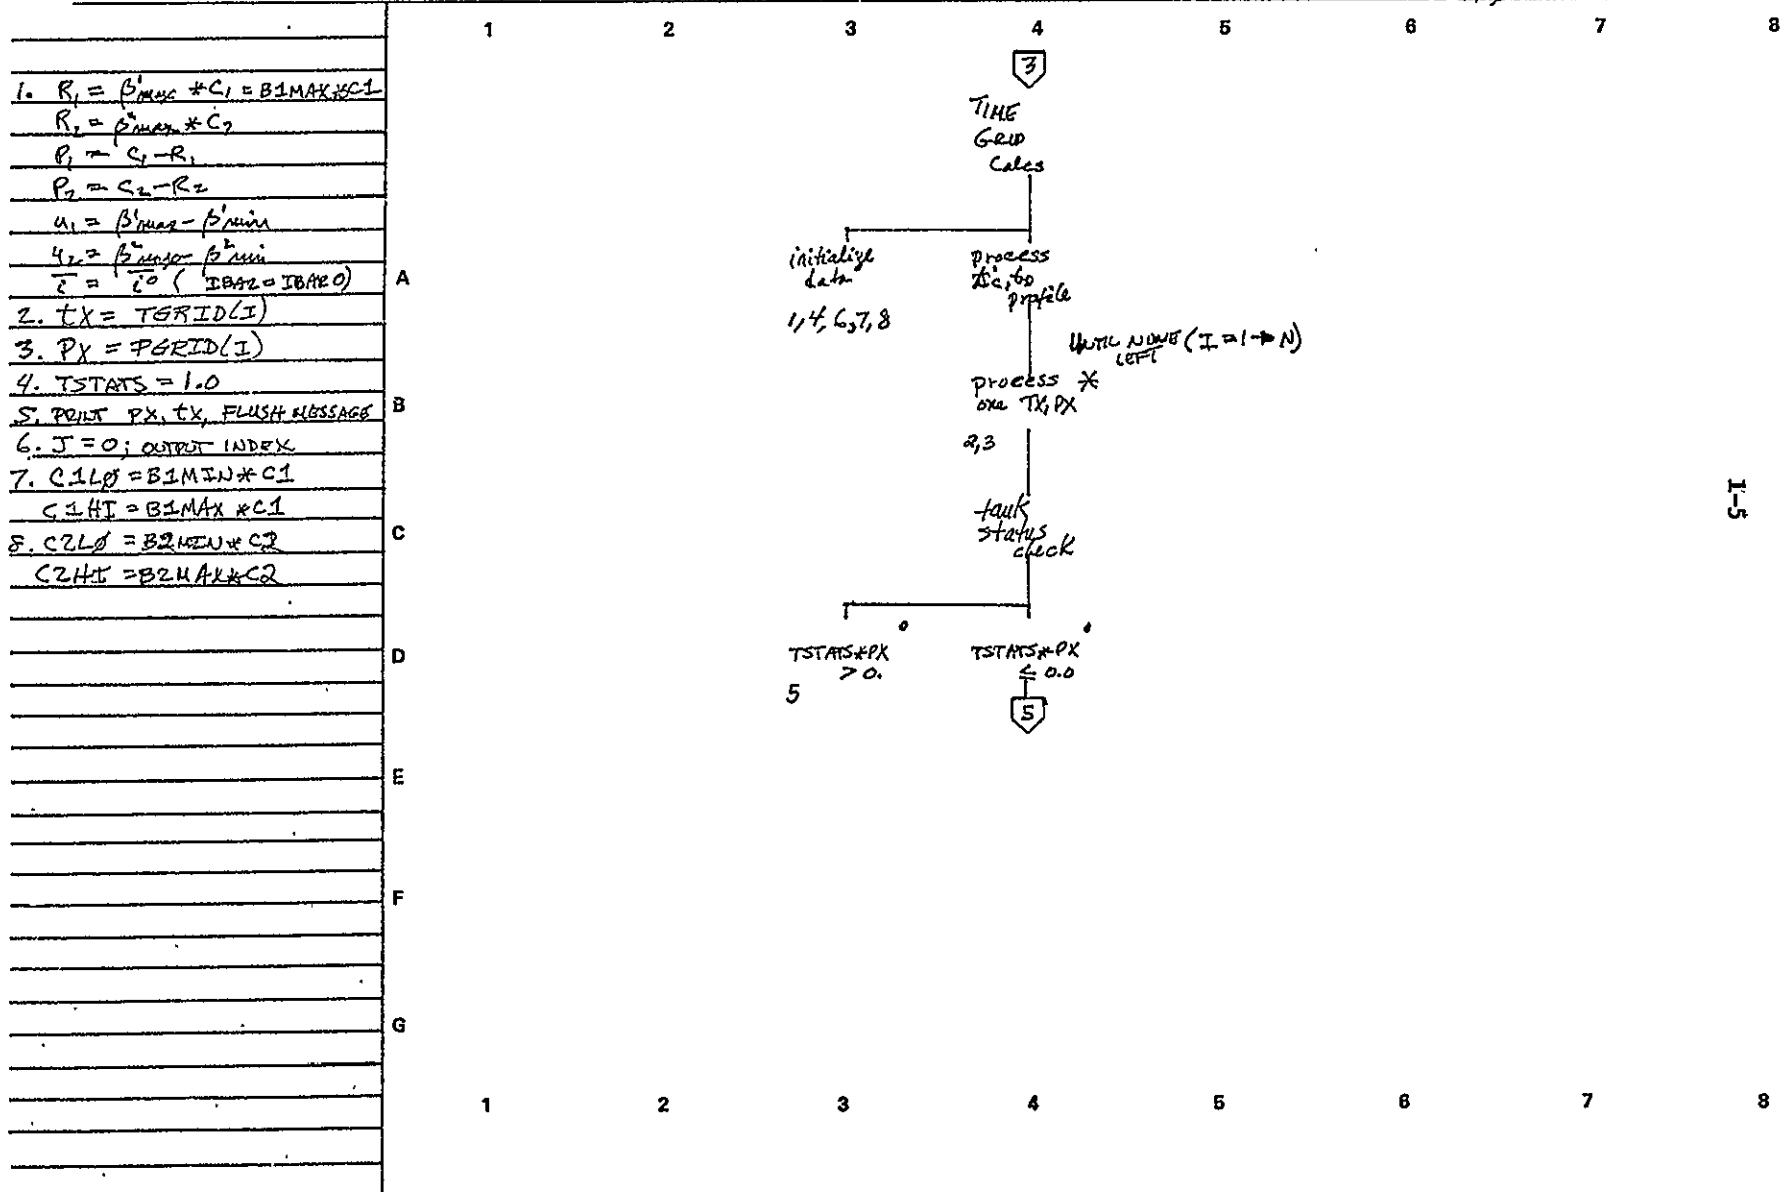 1 2 3 4 5 6 7 8
1. R₁ = β¹max * C₁ = B1MAX*C1
R₂ = β²max * C₂
P₁ = C₁-R₁
P₂ = C₂-R₂
u₁ = β¹max - β¹min
u₂ = β²max - β²min
i̅ = i̅⁰ ( IBAR = IBAR0)
2. tX = TGRID(I)
3. PX = PGRID(I)
4. TSTATS = 1.0
5. PRINT PX, tX, FLUSH MESSAGE
6. J = 0; OUTPUT INDEX
7. C1LØ = B1MIN * C1
C1HI = B1MAX * C1
8. C2LØ = B2MIN * C2
C2HI = B2MAX * C2
3
TIME
GRID
Calcs
initialize
data
1,4,6,7,8
process
profile
UNTIL NONE (I = 1 → N)
LEFT
process *
one TX, PX
2,3
tank
status
check
TSTATS*PX
> 0.
5
TSTATS*PX
≤ 0.0
5
A
B
C
D
E
F
G
I-5
1 2 3 4 5 6 7 8